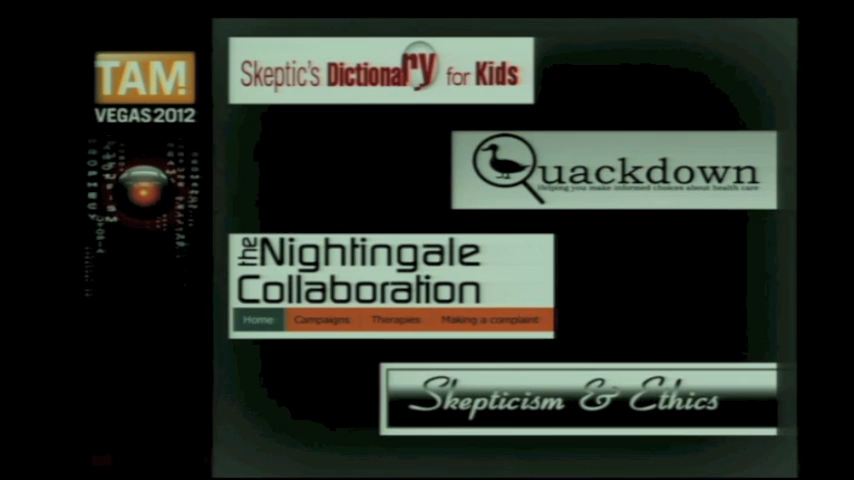 TAM!
VEGAS 2012
Skeptic's Dictionary for Kids
Quackdown
Helping you make informed choices about health care
the Nightingale
Collaboration
Home Campaigns Therapies Making a complaint
Skepticism & Ethics